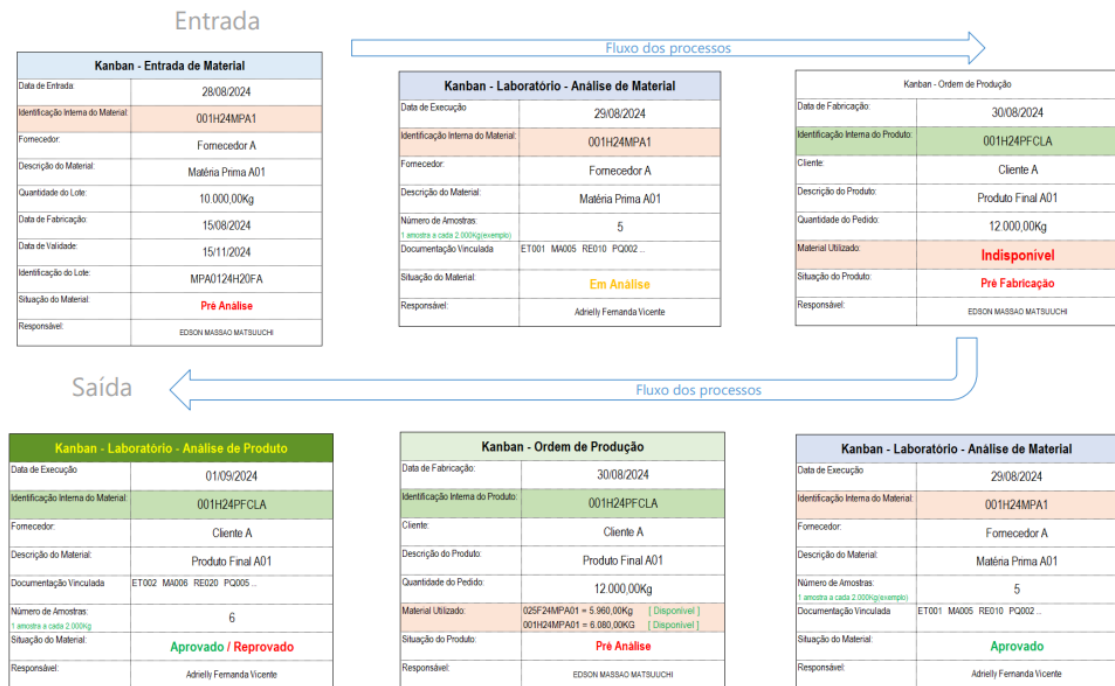 Entrada
Fluxo dos processos
Kanban - Entrada de Material
Data de Entrada: 28/08/2024
Identificação Interna do Material: 001H24MPA1
Fornecedor: Fornecedor A
Descrição do Material: Matéria Prima A01
Quantidade do Lote: 10.000,00Kg
Data de Fabricação: 15/08/2024
Data de Validade: 15/11/2024
Identificação do Lote: MPA0124H20FA
Situação do Material: Pré Análise
Responsável: EDSON MASSAO MATSUUCHI
Kanban - Laboratório - Análise de Material
Data de Execução 29/08/2024
Identificação Interna do Material: 001H24MPA1
Fornecedor: Fornecedor A
Descrição do Material: Matéria Prima A01
Número de Amostras: 5
1 amostra a cada 2.000Kg(exemplo)
Documentação Vinculada ET001 MA005 RE010 PQ002 ..
Situação do Material: Em Análise
Responsável: Adrielly Fernanda Vicente
Kanban - Ordem de Produção
Data de Fabricação: 30/08/2024
Identificação Interna do Produto: 001H24PFCLA
Cliente: Cliente A
Descrição do Produto: Produto Final A01
Quantidade do Pedido: 12.000,00Kg
Material Utilizado: Indisponível
Situação do Produto: Pré Fabricação
Responsável: EDSON MASSAO MATSUUCHI
Saída
Fluxo dos processos
Kanban - Laboratório - Análise de Produto
Data de Execução 01/09/2024
Identificação Interna do Material: 001H24PFCLA
Fornecedor: Cliente A
Descrição do Material: Produto Final A01
Documentação Vinculada ET002 MA006 RE020 PQ005 ..
Número de Amostras: 6
1 amostra a cada 2.000Kg
Situação do Material: Aprovado / Reprovado
Responsável: Adrielly Fernanda Vicente
Kanban - Ordem de Produção
Data de Fabricação: 30/08/2024
Identificação Interna do Produto: 001H24PFCLA
Cliente: Cliente A
Descrição do Produto: Produto Final A01
Quantidade do Pedido: 12.000,00Kg
Material Utilizado: 025F24MPA01 = 5.960,00Kg [ Disponível ]
001H24MPA01 = 6.080,00KG [ Disponível ]
Situação do Produto: Pré Análise
Responsável: EDSON MASSAO MATSUUCHI
Kanban - Laboratório - Análise de Material
Data de Execução 29/08/2024
Identificação Interna do Material: 001H24MPA1
Fornecedor: Fornecedor A
Descrição do Material: Matéria Prima A01
Número de Amostras: 5
1 amostra a cada 2.000Kg(exemplo)
Documentação Vinculada ET001 MA005 RE010 PQ002 ..
Situação do Material: Aprovado
Responsável: Adrielly Fernanda Vicente